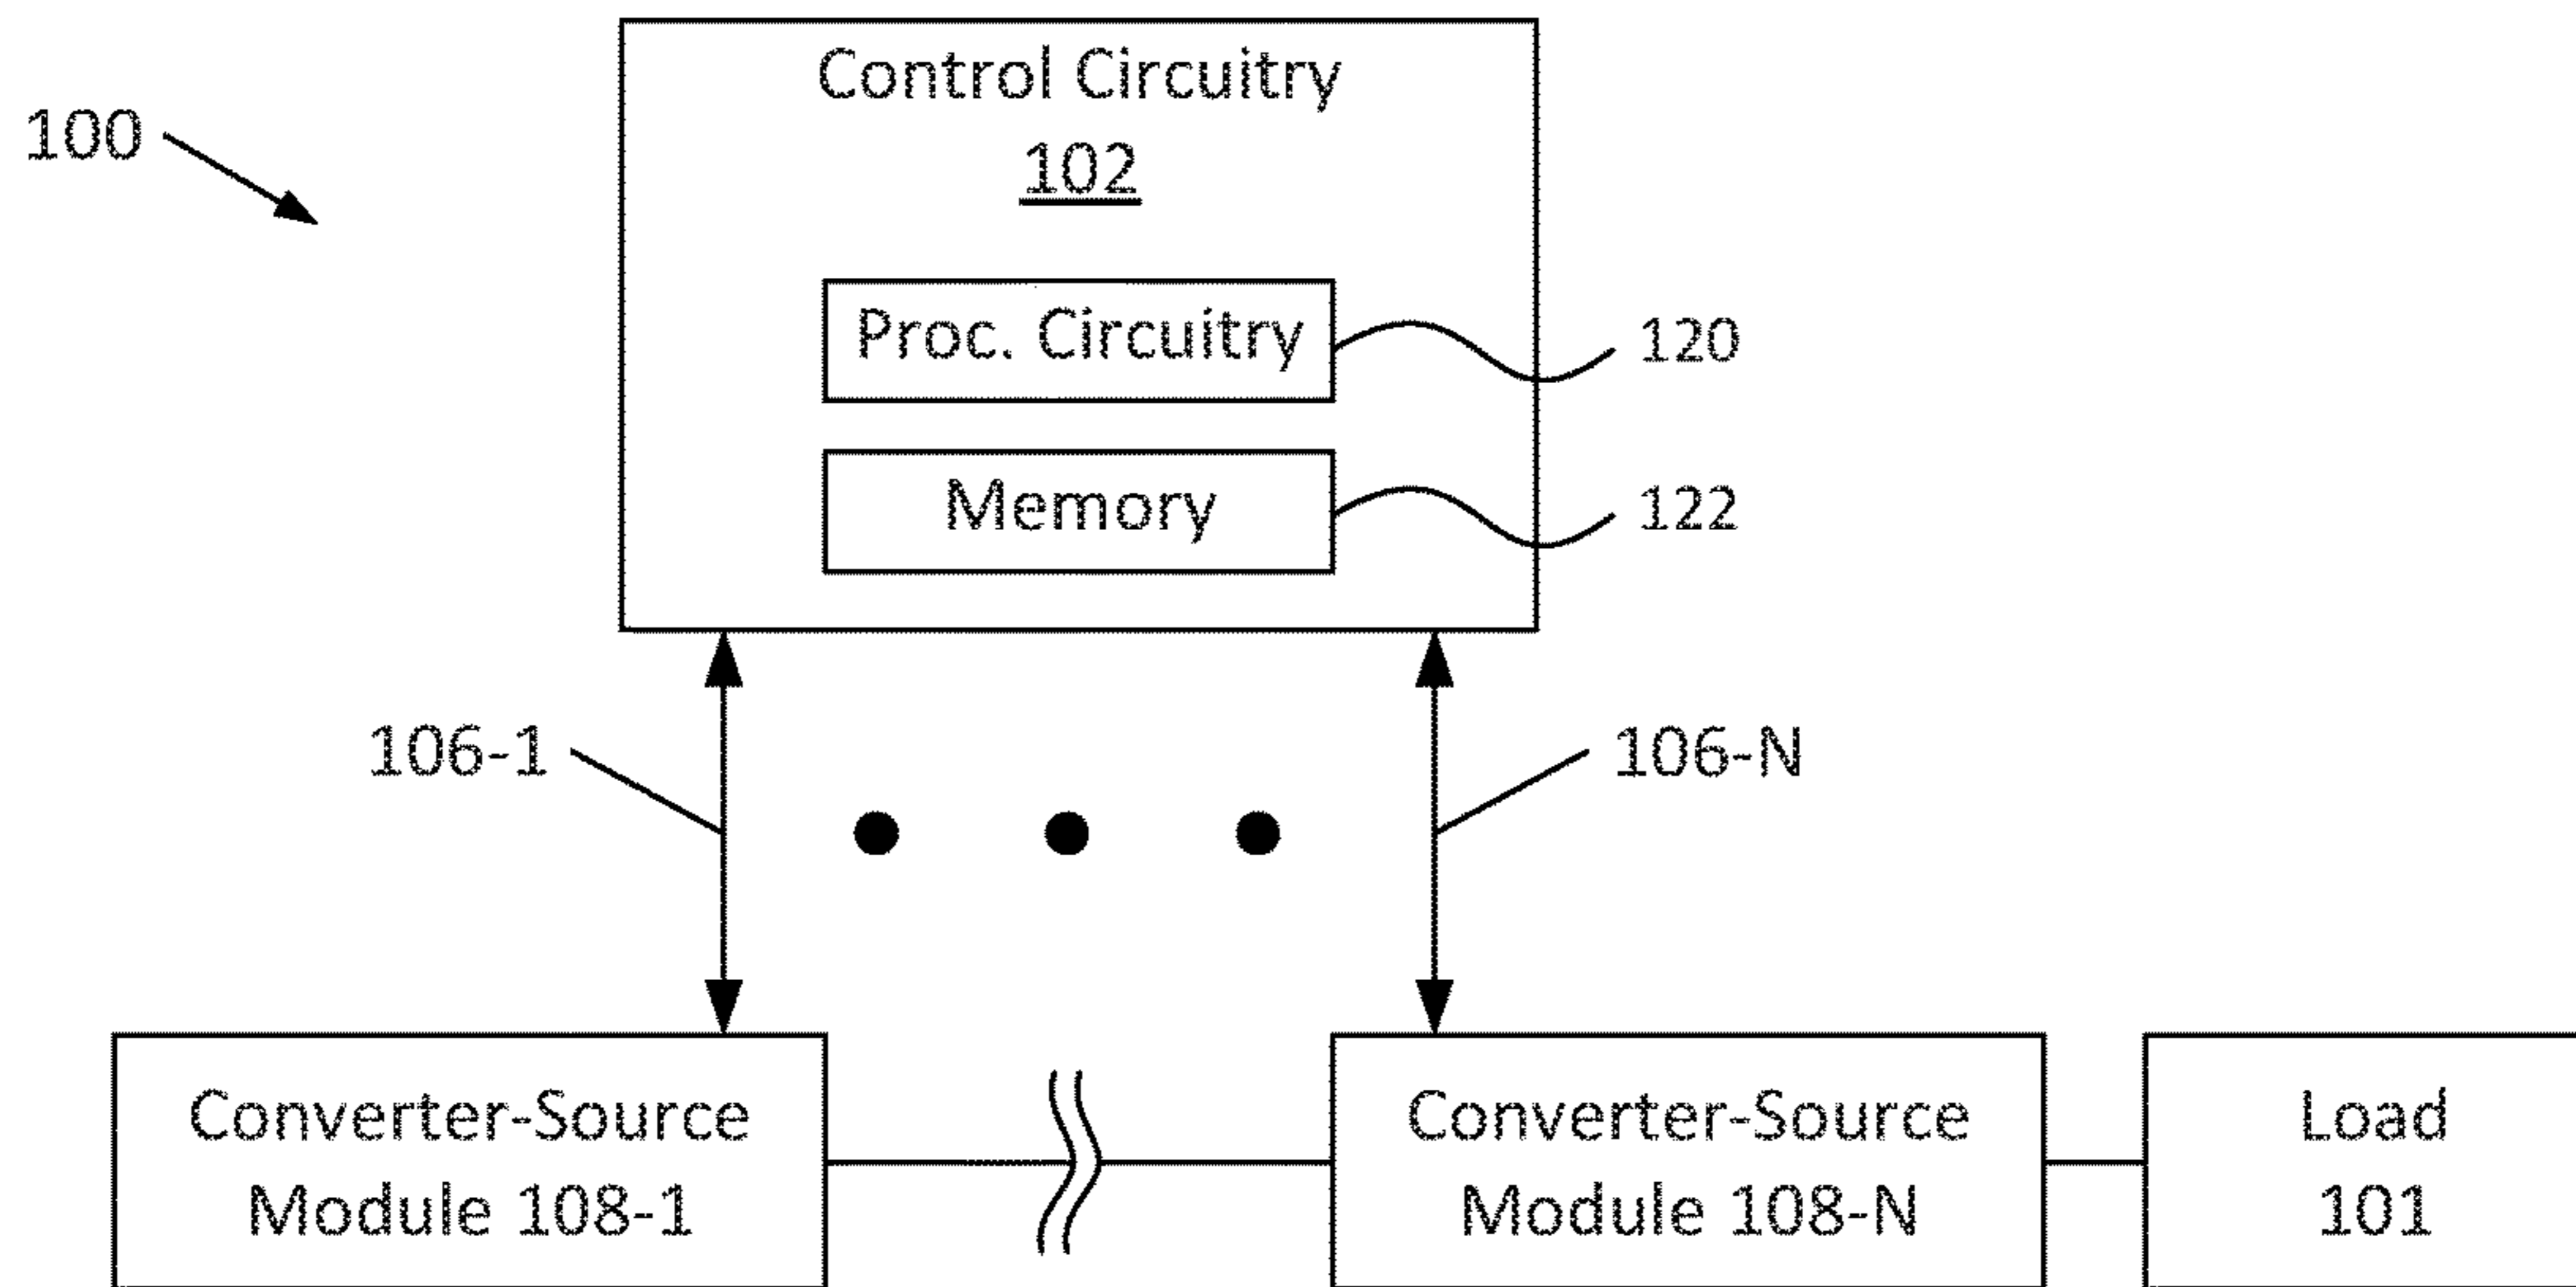 Control Circuitry
100
102
Proc. Circuitry
120
Memory
122
106-1
106-N
Converter-Source
Module 108-1
Converter-Source
Module 108-N
Load
101